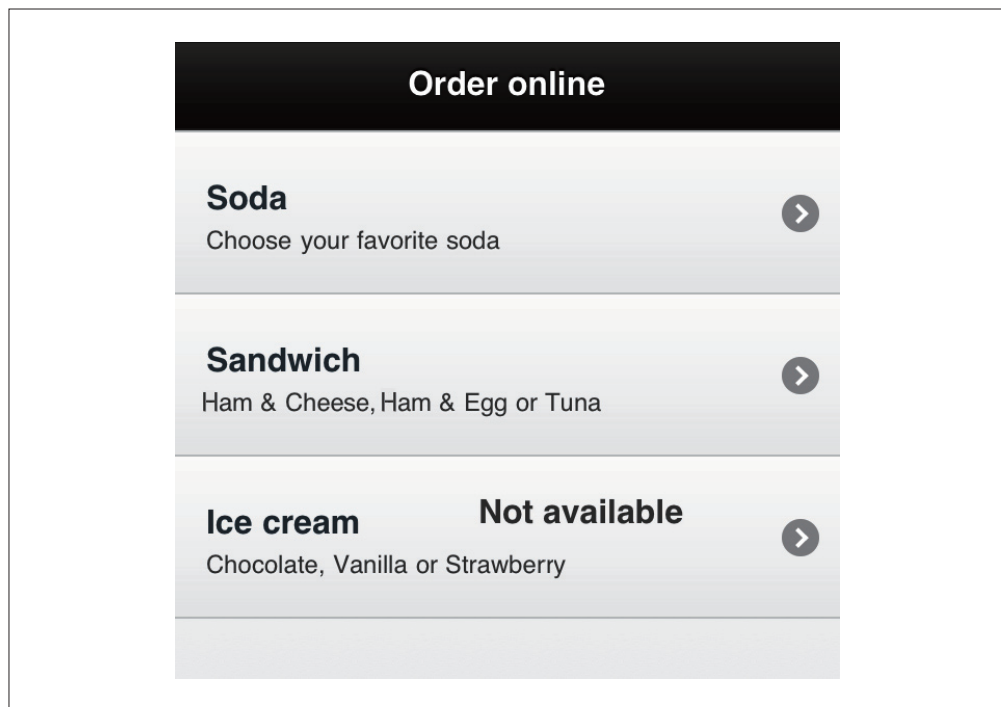 Order online
Soda
Choose your favorite soda
Sandwich
Ham & Cheese, Ham & Egg or Tuna
Ice cream Not available
Chocolate, Vanilla or Strawberry